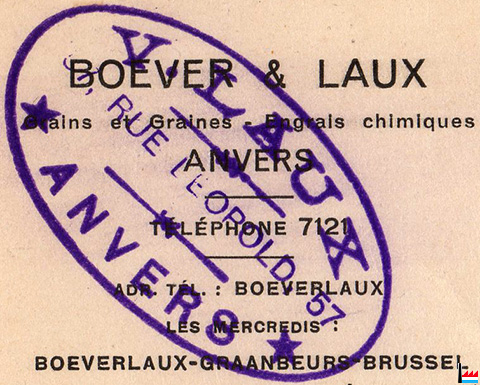 BOEVER & LAUX
Grains et Graines - Engrais chimiques
ANVERS
TÉLÉPHONE 7121
ADR. TÉL. : BOEVERLAUX
LES MERCREDIS :
BOEVERLAUX-GRAANBEURS-BRUSSEL
V. LAUX
RUE LEOPOLD, 57
ANVERS